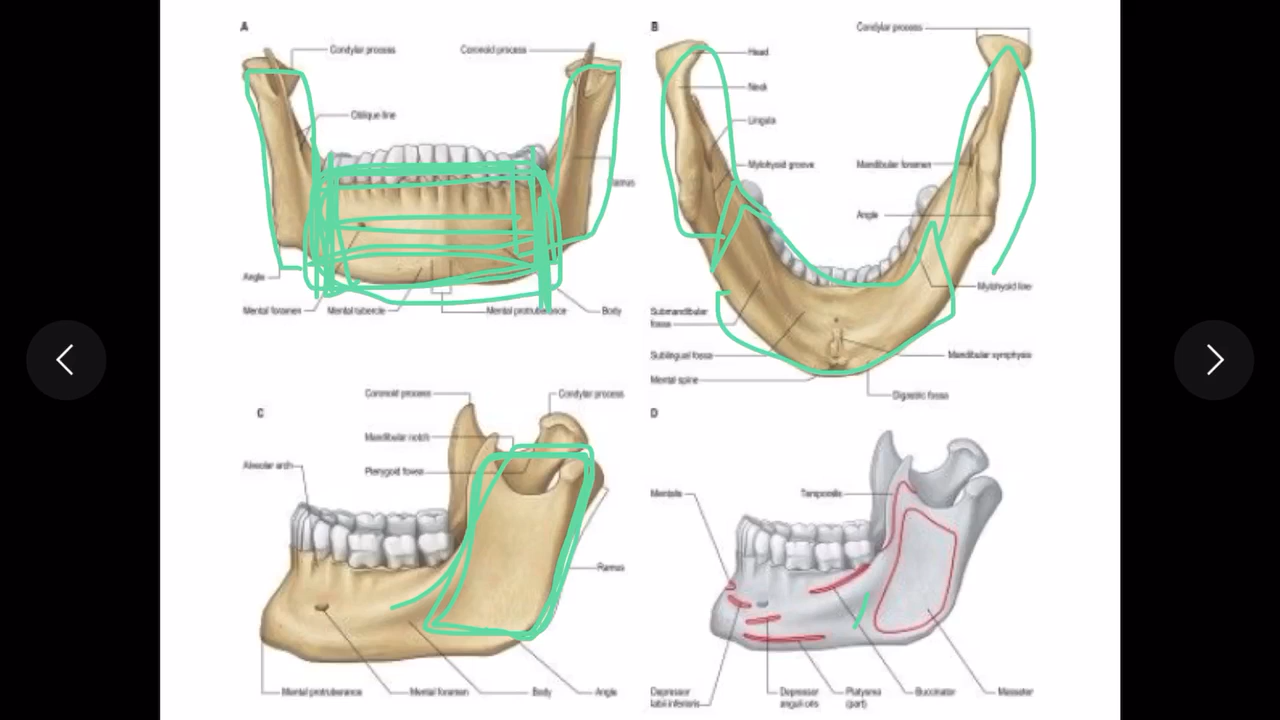 A
Condylar process
Coronoid process
Oblique line
Ramus
Angle
Mental foramen
Mental tubercle
Mental protuberance
Body
B
Condylar process
Head
Neck
Lingula
Mylohyoid groove
Mandibular foramen
Angle
Mylohyoid line
Submandibular
fossa
Sublingual fossa
Mandibular symphysis
Mental spine
Digastric fossa
C
Coronoid process
Condylar process
Mandibular notch
Pterygoid fovea
Alveolar arch
Ramus
Mental protuberance
Mental foramen
Body
Angle
D
Mentalis
Temporalis
Depressor
labii inferioris
Depressor
anguli oris
Platysma
(part)
Buccinator
Masseter